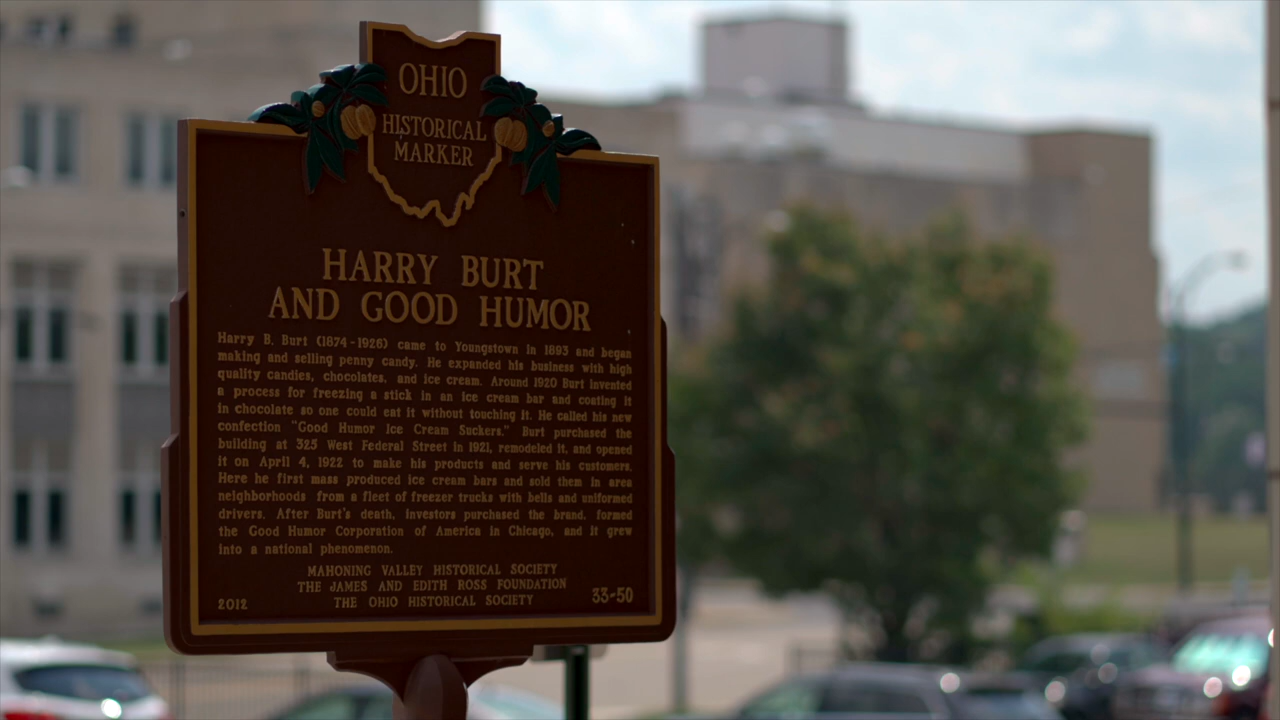 OHIO
HISTORICAL
MARKER
HARRY BURT
AND GOOD HUMOR
Harry B. Burt (1874-1926) came to Youngstown in 1893 and began
making and selling penny candy. He expanded his business with high
quality candies, chocolates, and ice cream. Around 1920 Burt invented
a process for freezing a stick in an ice cream bar and coating it
in chocolate so one could eat it without touching it. He called his new
confection "Good Humor Ice Cream Suckers." Burt purchased the
building at 325 West Federal Street in 1921, remodeled it, and opened
it on April 4, 1922 to make his products and serve his customers.
Here he first mass produced ice cream bars and sold them in area
neighborhoods from a fleet of freezer trucks with bells and uniformed
drivers. After Burt's death, investors purchased the brand, formed
the Good Humor Corporation of America in Chicago, and it grew
into a national phenomenon.
MAHONING VALLEY HISTORICAL SOCIETY
THE JAMES AND EDITH ROSS FOUNDATION
2012 THE OHIO HISTORICAL SOCIETY 33-50